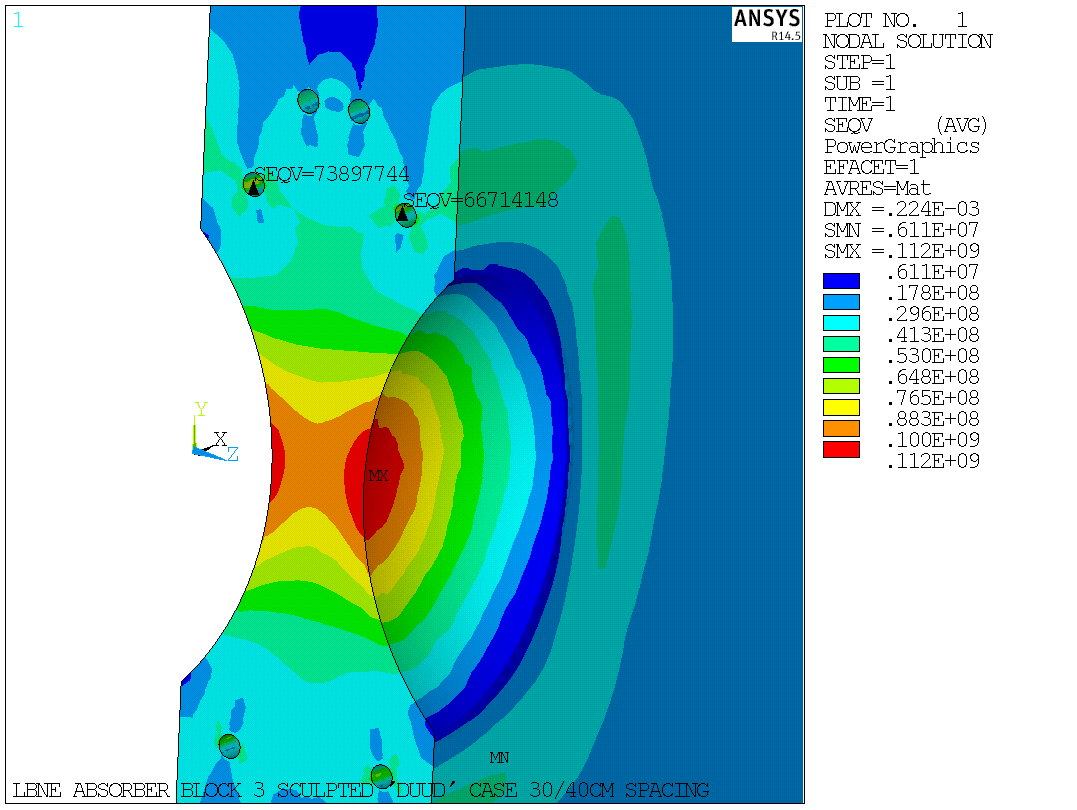 1
ANSYS
R14.5
PLOT NO. 1
NODAL SOLUTION
STEP=1
SUB =1
TIME=1
SEQV (AVG)
PowerGraphics
EFACET=1
AVRES=Mat
DMX =.224E-03
SMN =.611E+07
SMX =.112E+09
.611E+07
.178E+08
.296E+08
.413E+08
.530E+08
.648E+08
.765E+08
.883E+08
.100E+09
.112E+09
SEQV=73897744
SEQV=66714148
Y
X
Z
MX
MN
LBNE ABSORBER BLOCK 3 SCULPTED 'DUUD' CASE 30/40CM SPACING